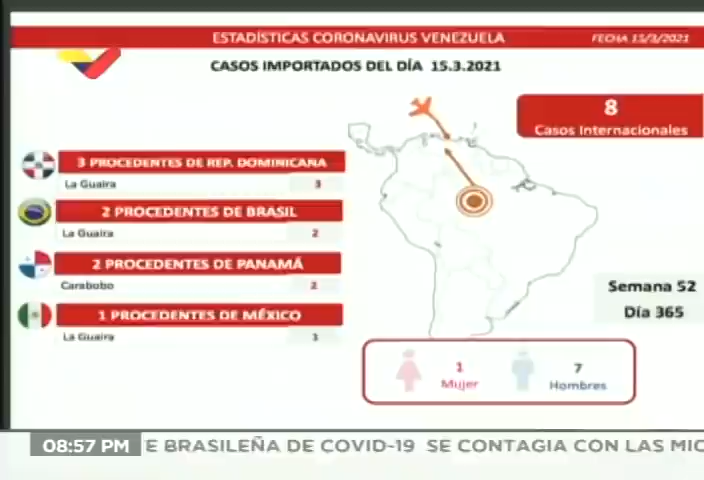 ESTADÍSTICAS CORONAVIRUS VENEZUELA
FECHA 15/3/2021
CASOS IMPORTADOS DEL DÍA 15.3.2021
8
Casos Internacionales
3 PROCEDENTES DE REP. DOMINICANA
La Guaira 3
2 PROCEDENTES DE BRASIL
La Guaira 2
2 PROCEDENTES DE PANAMÁ
Carabobo 2
1 PROCEDENTES DE MÉXICO
La Guaira 1
Semana 52
Día 365
1
Mujer
7
Hombres
08:57 PM E BRASILEÑA DE COVID-19 SE CONTAGIA CON LAS MIC